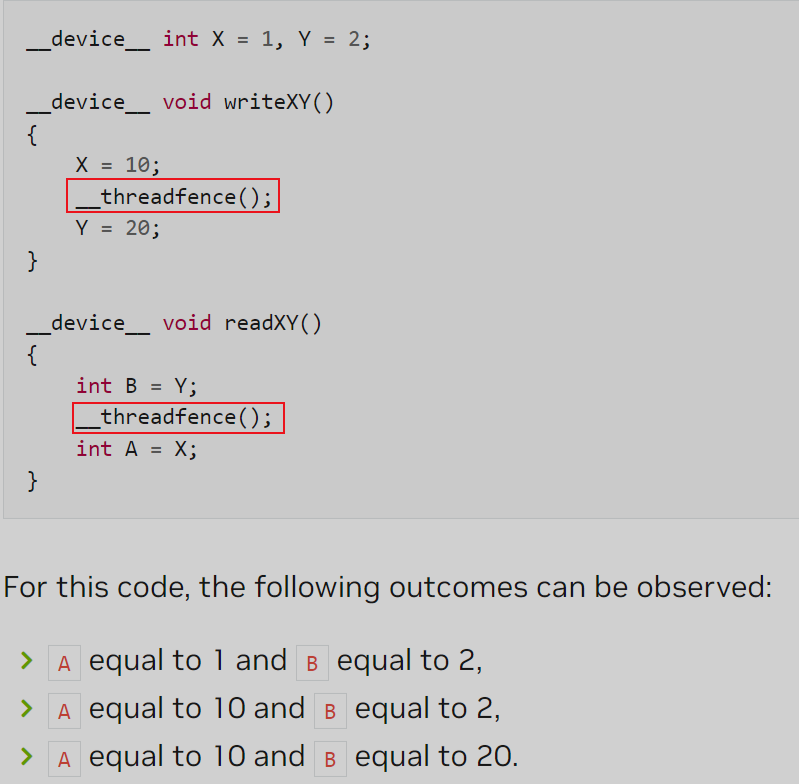 __device__ int X = 1, Y = 2;
__device__ void writeXY()
{
X = 10;
__threadfence();
Y = 20;
}
__device__ void readXY()
{
int B = Y;
__threadfence();
int A = X;
}
For this code, the following outcomes can be observed:
A equal to 1 and B equal to 2,
A equal to 10 and B equal to 2,
A equal to 10 and B equal to 20.